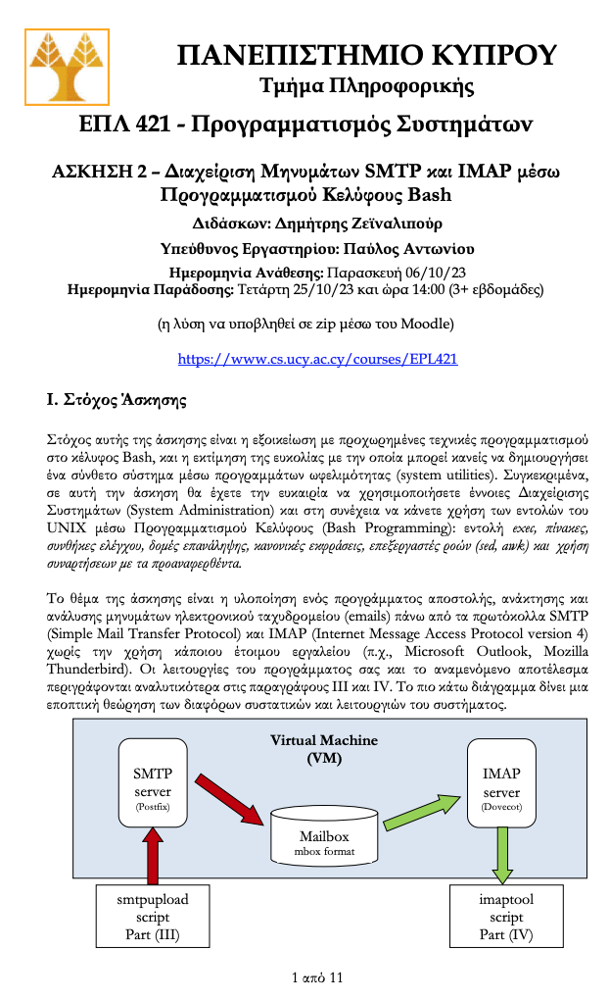 ΠΑΝΕΠΙΣΤΗΜΙΟ ΚΥΠΡΟΥ
Τμήμα Πληροφορικής
ΕΠΛ 421 - Προγραμματισμός Συστημάτων
ΑΣΚΗΣΗ 2 – Διαχείριση Μηνυμάτων SMTP και IMAP μέσω
Προγραμματισμού Κελύφους Bash
Διδάσκων: Δημήτρης Ζεϊναλιπούρ
Υπεύθυνος Εργαστηρίου: Παύλος Αντωνίου
Ημερομηνία Ανάθεσης: Παρασκευή 06/10/23
Ημερομηνία Παράδοσης: Τετάρτη 25/10/23 και ώρα 14:00 (3+ εβδομάδες)
(η λύση να υποβληθεί σε zip μέσω του Moodle)
https://www.cs.ucy.ac.cy/courses/EPL421
I. Στόχος Άσκησης
Στόχος αυτής της άσκησης είναι η εξοικείωση με προχωρημένες τεχνικές προγραμματισμού
στο κέλυφος Bash, και η εκτίμηση της ευκολίας με την οποία μπορεί κανείς να δημιουργήσει
ένα σύνθετο σύστημα μέσω προγραμμάτων ωφελιμότητας (system utilities). Συγκεκριμένα,
σε αυτή την άσκηση θα έχετε την ευκαιρία να χρησιμοποιήσετε έννοιες Διαχείρισης
Συστημάτων (System Administration) και στη συνέχεια να κάνετε χρήση των εντολών του
UNIX μέσω Προγραμματισμού Κελύφους (Bash Programming): εντολή exec, πίνακες,
συνθήκες ελέγχου, δομές επανάληψης, κανονικές εκφράσεις, επεξεργαστές ροών (sed, awk) και χρήση
συναρτήσεων με τα προαναφερθέντα.
Το θέμα της άσκησης είναι η υλοποίηση ενός προγράμματος αποστολής, ανάκτησης και
ανάλυσης μηνυμάτων ηλεκτρονικού ταχυδρομείου (emails) πάνω από τα πρωτόκολλα SMTP
(Simple Mail Transfer Protocol) και IMAP (Internet Message Access Protocol version 4)
χωρίς την χρήση κάποιου έτοιμου εργαλείου (π.χ., Microsoft Outlook, Mozilla
Thunderbird). Οι λειτουργίες του προγράμματος σας και το αναμενόμενο αποτέλεσμα
περιγράφονται αναλυτικότερα στις παραγράφους III και IV. Το πιο κάτω διάγραμμα δίνει μια
εποπτική θεώρηση των διαφόρων συστατικών και λειτουργιών του συστήματος.
Virtual Machine
(VM)
SMTP
server
(Postfix)
IMAP
server
(Dovecot)
Mailbox
mbox format
smtpupload
script
Part (III)
imaptool
script
Part (IV)
1 από 11